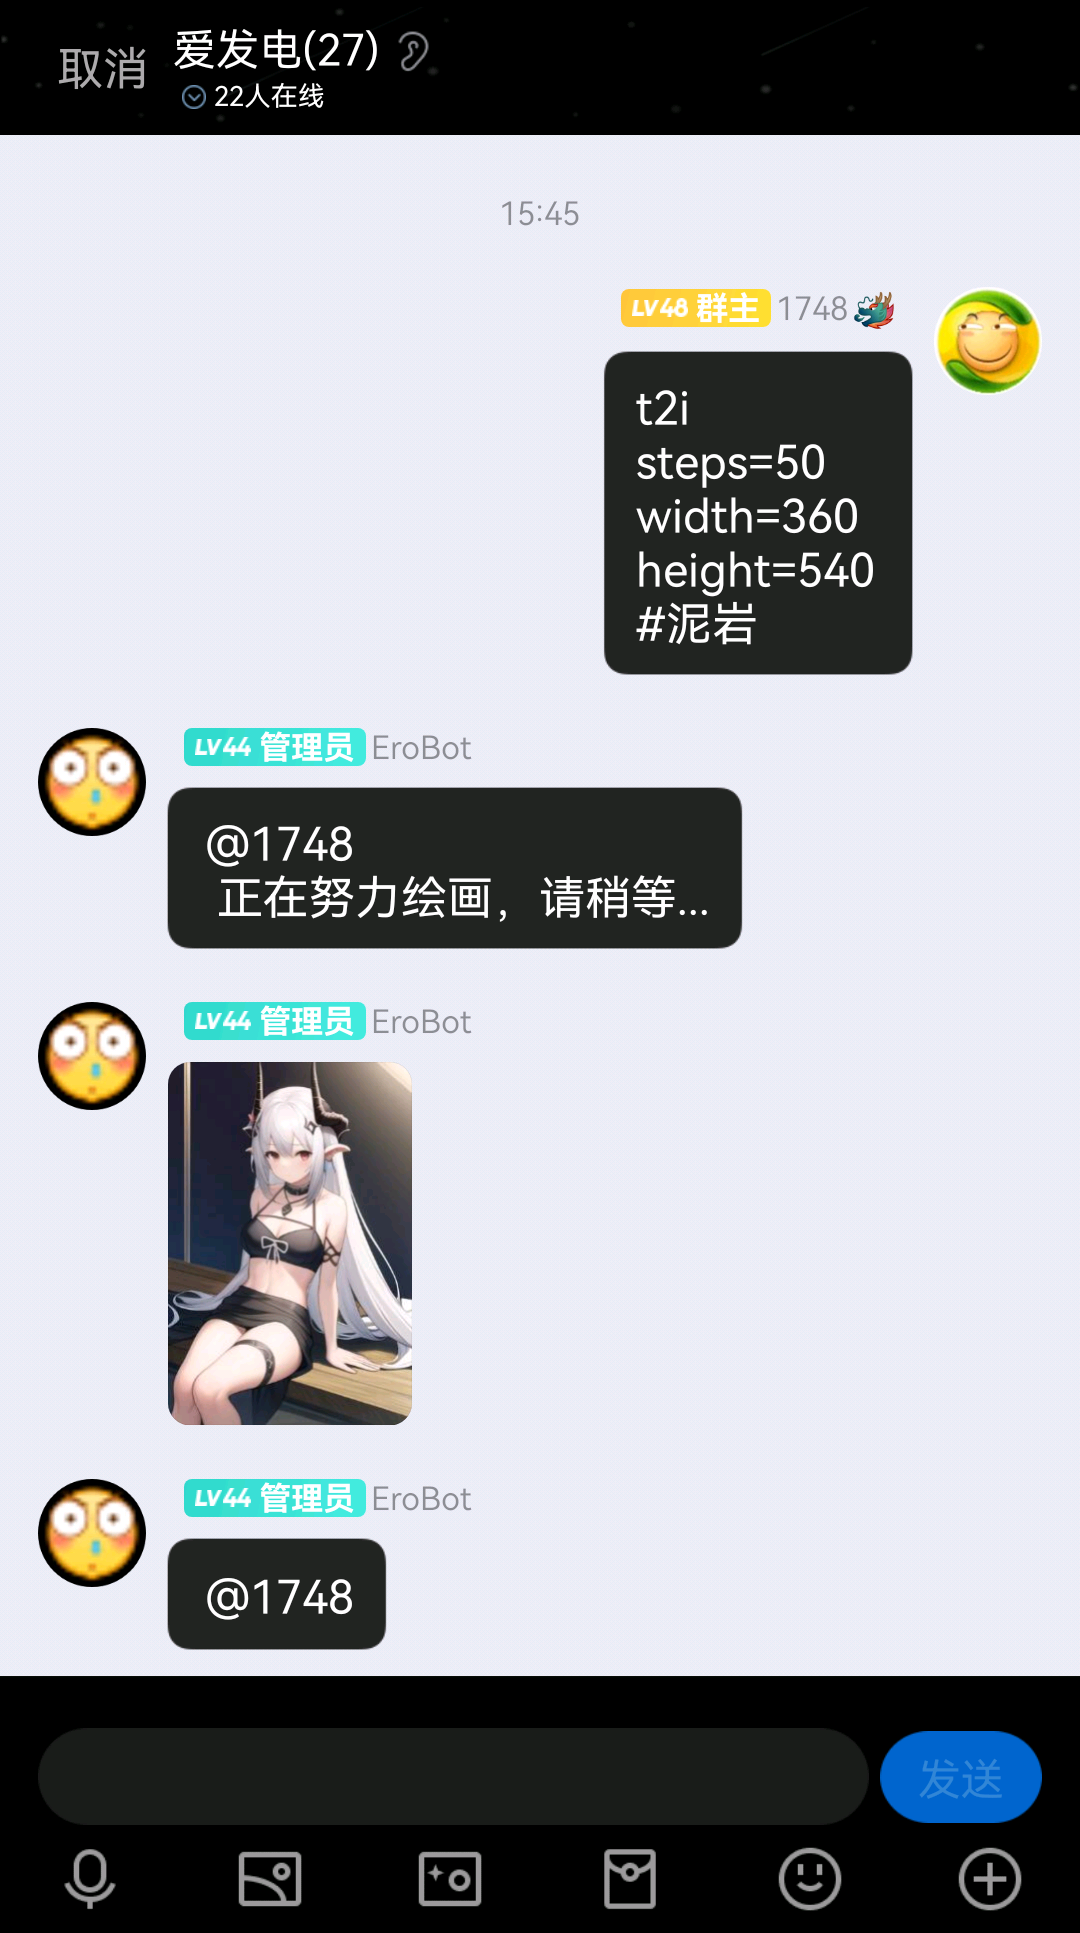 取消
爱发电(27)
22人在线
15:45
LV48 群主 1748
t2i
steps=50
width=360
height=540
#泥岩
LV44 管理员 EroBot
@1748
正在努力绘画，请稍等...
LV44 管理员 EroBot
LV44 管理员 EroBot
@1748
发送